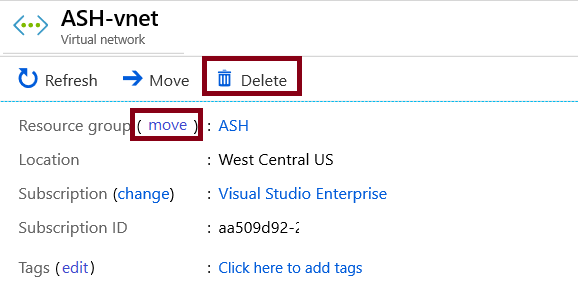 ASH-vnet
Virtual network
Refresh Move Delete
Resource group ( move ) : ASH
Location : West Central US
Subscription (change) : Visual Studio Enterprise
Subscription ID : aa509d92-
Tags (edit) : Click here to add tags